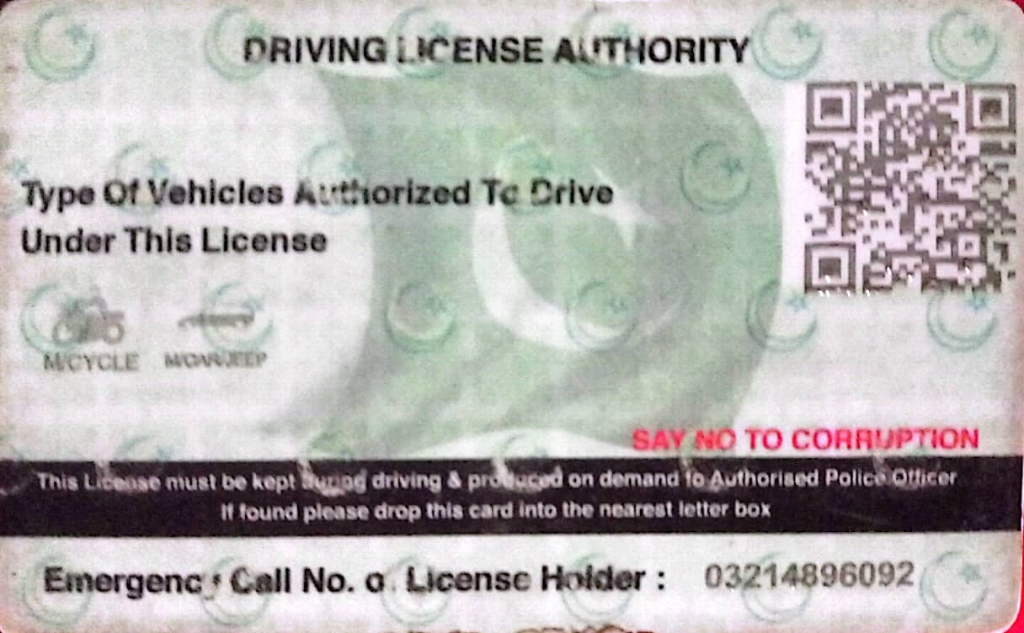 DRIVING LICENSE AUTHORITY
Type Of Vehicles Authorized To Drive
Under This License
M/CYCLE M/CAR/JEEP
SAY NO TO CORRUPTION
This License must be kept during driving & produced on demand to Authorised Police Officer
If found please drop this card into the nearest letter box
Emergency Call No. of License Holder : 03214896092